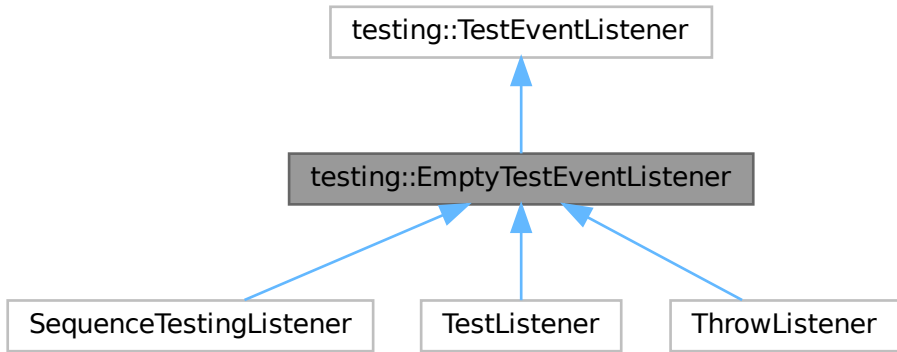 testing::TestEventListener
testing::EmptyTestEventListener
SequenceTestingListener
TestListener
ThrowListener